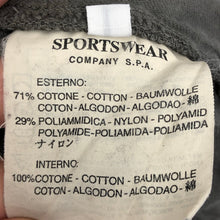 SPORTSWEAR
COMPANY S.P.A.
ESTERNO:
71% COTONE - COTTON - BAUMWOLLE
COTON - ALGODON - ALGODAO - 綿
29% POLIAMMIDICA - NYLON - POLYAMID
POLYAMIDE - POLIAMIDA - POLIAMIDA
ナイロン
INTERNO:
100% COTONE - COTTON - BAUMWOLLE
COTON - ALGODON - ALGODAO - 綿